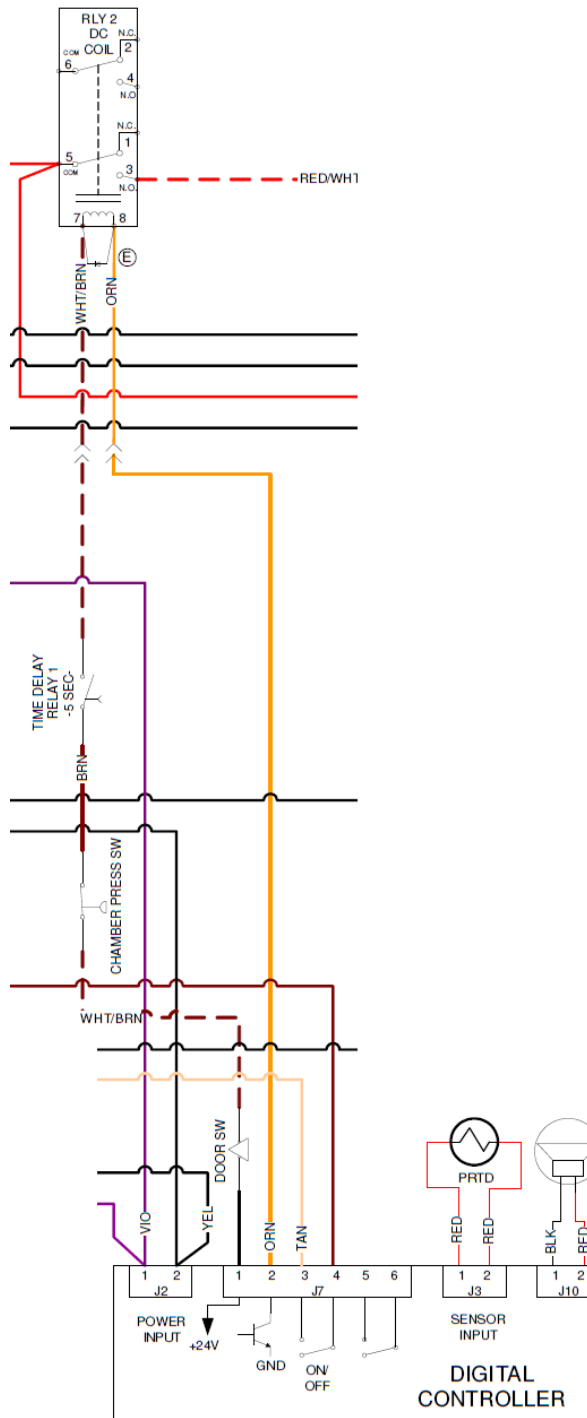 RLY 2
DC
COIL
N.C.
2
COM
6
4
N.O
N.C.
1
5
COM
3
N.O.
RED/WHT
7
8
E
WHT/BRN
ORN
TIME DELAY
RELAY 1
-5 SEC-
BRN
CHAMBER PRESS SW
WHT/BRN
DOOR SW
VIO
YEL
ORN
TAN
PRTD
RED
RED
BLK
RED
1 2
J2
1 2 3 4 5 6
J7
1 2
J3
1 2
J10
POWER
INPUT
+24V
GND
ON/
OFF
SENSOR
INPUT
DIGITAL
CONTROLLER